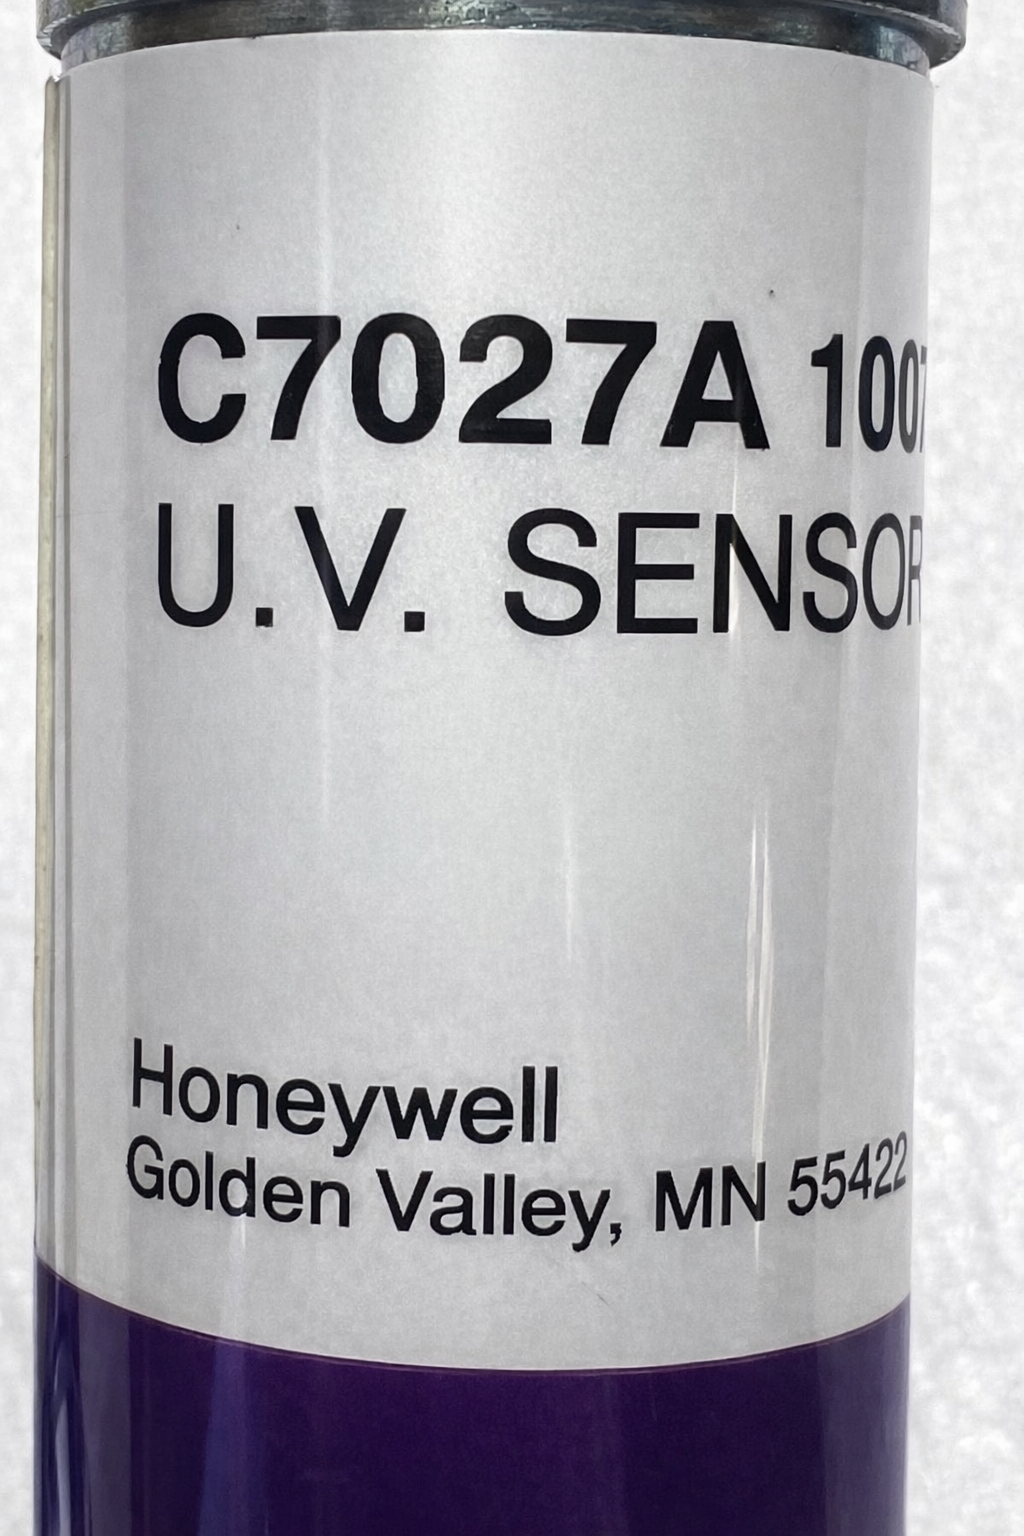 C7027A 1007
U.V. SENSOR
Honeywell
Golden Valley, MN 55422